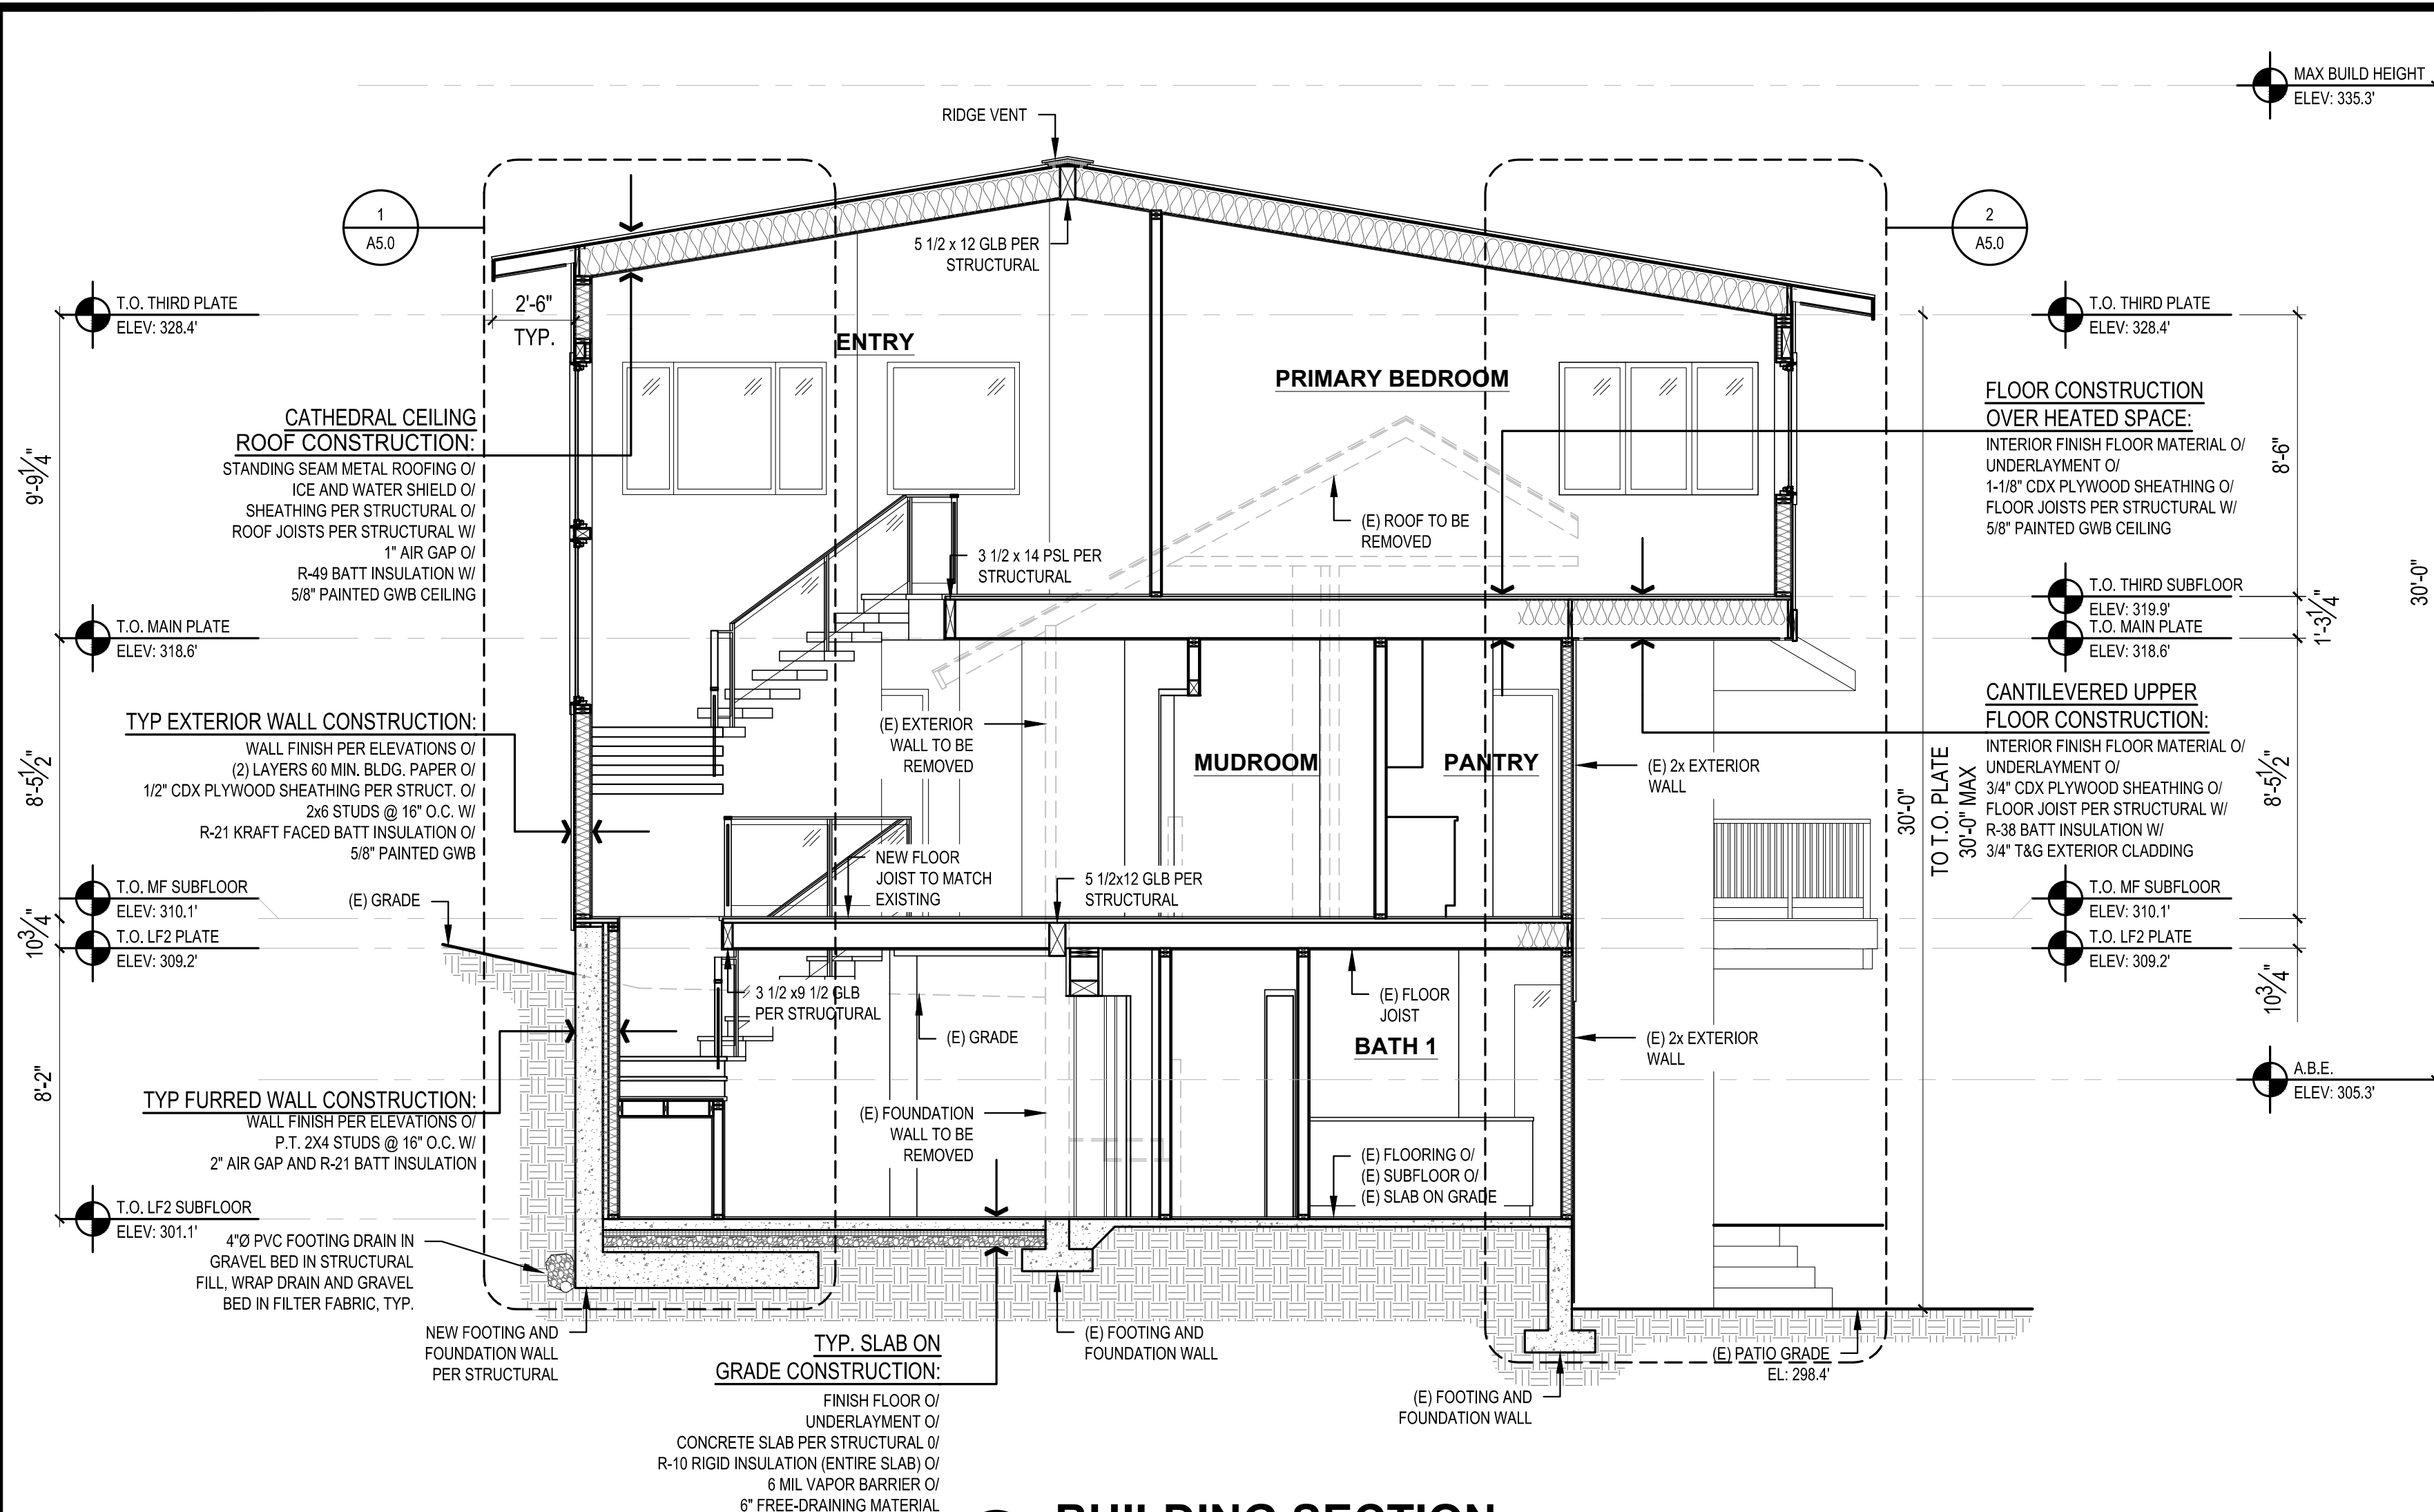 MAX BUILD HEIGHT
ELEV: 335.3'
RIDGE VENT
1
A5.0
2
A5.0
5 1/2 x 12 GLB PER
STRUCTURAL
T.O. THIRD PLATE
ELEV: 328.4'
2'-6"
TYP.
ENTRY
PRIMARY BEDROOM
T.O. THIRD PLATE
ELEV: 328.4'
CATHEDRAL CEILING
ROOF CONSTRUCTION:
STANDING SEAM METAL ROOFING O/
ICE AND WATER SHIELD O/
SHEATHING PER STRUCTURAL O/
ROOF JOISTS PER STRUCTURAL W/
1" AIR GAP O/
R-49 BATT INSULATION W/
5/8" PAINTED GWB CEILING
9'-9 1/4"
FLOOR CONSTRUCTION
OVER HEATED SPACE:
INTERIOR FINISH FLOOR MATERIAL O/
UNDERLAYMENT O/
1-1/8" CDX PLYWOOD SHEATHING O/
FLOOR JOISTS PER STRUCTURAL W/
5/8" PAINTED GWB CEILING
8'-6"
(E) ROOF TO BE
REMOVED
3 1/2 x 14 PSL PER
STRUCTURAL
30'-0"
T.O. THIRD SUBFLOOR
ELEV: 319.9'
T.O. MAIN PLATE
ELEV: 318.6'
1'-3 1/4"
T.O. MAIN PLATE
ELEV: 318.6'
TYP EXTERIOR WALL CONSTRUCTION:
WALL FINISH PER ELEVATIONS O/
(2) LAYERS 60 MIN. BLDG. PAPER O/
1/2" CDX PLYWOOD SHEATHING PER STRUCT. O/
2x6 STUDS @ 16" O.C. W/
R-21 KRAFT FACED BATT INSULATION O/
5/8" PAINTED GWB
8'-5 1/2"
(E) EXTERIOR
WALL TO BE
REMOVED
MUDROOM
PANTRY
(E) 2x EXTERIOR
WALL
CANTILEVERED UPPER
FLOOR CONSTRUCTION:
INTERIOR FINISH FLOOR MATERIAL O/
UNDERLAYMENT O/
3/4" CDX PLYWOOD SHEATHING O/
FLOOR JOIST PER STRUCTURAL W/
R-38 BATT INSULATION W/
3/4" T&G EXTERIOR CLADDING
8'-5 1/2"
30'-0"
TO T.O. PLATE
30'-0" MAX
NEW FLOOR
JOIST TO MATCH
EXISTING
5 1/2x12 GLB PER
STRUCTURAL
T.O. MF SUBFLOOR
ELEV: 310.1'
(E) GRADE
10 3/4"
T.O. LF2 PLATE
ELEV: 309.2'
T.O. MF SUBFLOOR
ELEV: 310.1'
T.O. LF2 PLATE
ELEV: 309.2'
10 3/4"
3 1/2 x9 1/2 GLB
PER STRUCTURAL
(E) GRADE
(E) FLOOR
JOIST
BATH 1
(E) 2x EXTERIOR
WALL
A.B.E.
ELEV: 305.3'
8'-2"
TYP FURRED WALL CONSTRUCTION:
WALL FINISH PER ELEVATIONS O/
P.T. 2X4 STUDS @ 16" O.C. W/
2" AIR GAP AND R-21 BATT INSULATION
(E) FOUNDATION
WALL TO BE
REMOVED
(E) FLOORING O/
(E) SUBFLOOR O/
(E) SLAB ON GRADE
T.O. LF2 SUBFLOOR
ELEV: 301.1'
4"Ø PVC FOOTING DRAIN IN
GRAVEL BED IN STRUCTURAL
FILL, WRAP DRAIN AND GRAVEL
BED IN FILTER FABRIC, TYP.
NEW FOOTING AND
FOUNDATION WALL
PER STRUCTURAL
TYP. SLAB ON
GRADE CONSTRUCTION:
FINISH FLOOR O/
UNDERLAYMENT O/
CONCRETE SLAB PER STRUCTURAL 0/
R-10 RIGID INSULATION (ENTIRE SLAB) O/
6 MIL VAPOR BARRIER O/
6" FREE-DRAINING MATERIAL
(E) FOOTING AND
FOUNDATION WALL
(E) FOOTING AND
FOUNDATION WALL
(E) PATIO GRADE
EL: 298.4'
BUILDING SECTION